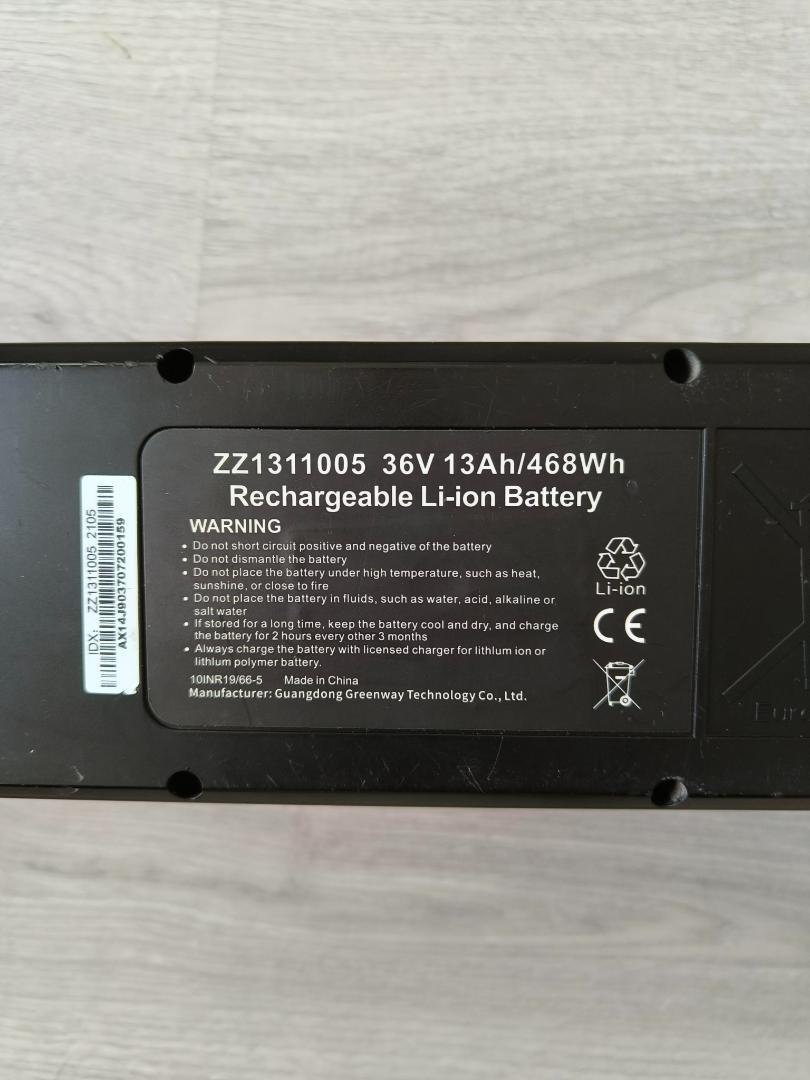 ZZ1311005 36V 13Ah/468Wh
Rechargeable Li-ion Battery
WARNING
• Do not short circuit positive and negative of the battery
• Do not dismantle the battery
• Do not place the battery under high temperature, such as heat,
sunshine, or close to fire
• Do not place the battery in fluids, such as water, acid, alkaline or
salt water
• If stored for a long time, keep the battery cool and dry, and charge
the battery for 2 hours every other 3 months
• Always charge the battery with licensed charger for lithium ion or
lithium polymer battery.
10INR19/66-5 Made in China
Manufacturer: Guangdong Greenway Technology Co., Ltd.
Li-ion
CE
IDX: ZZ1311005 2105
AX14J903707200159